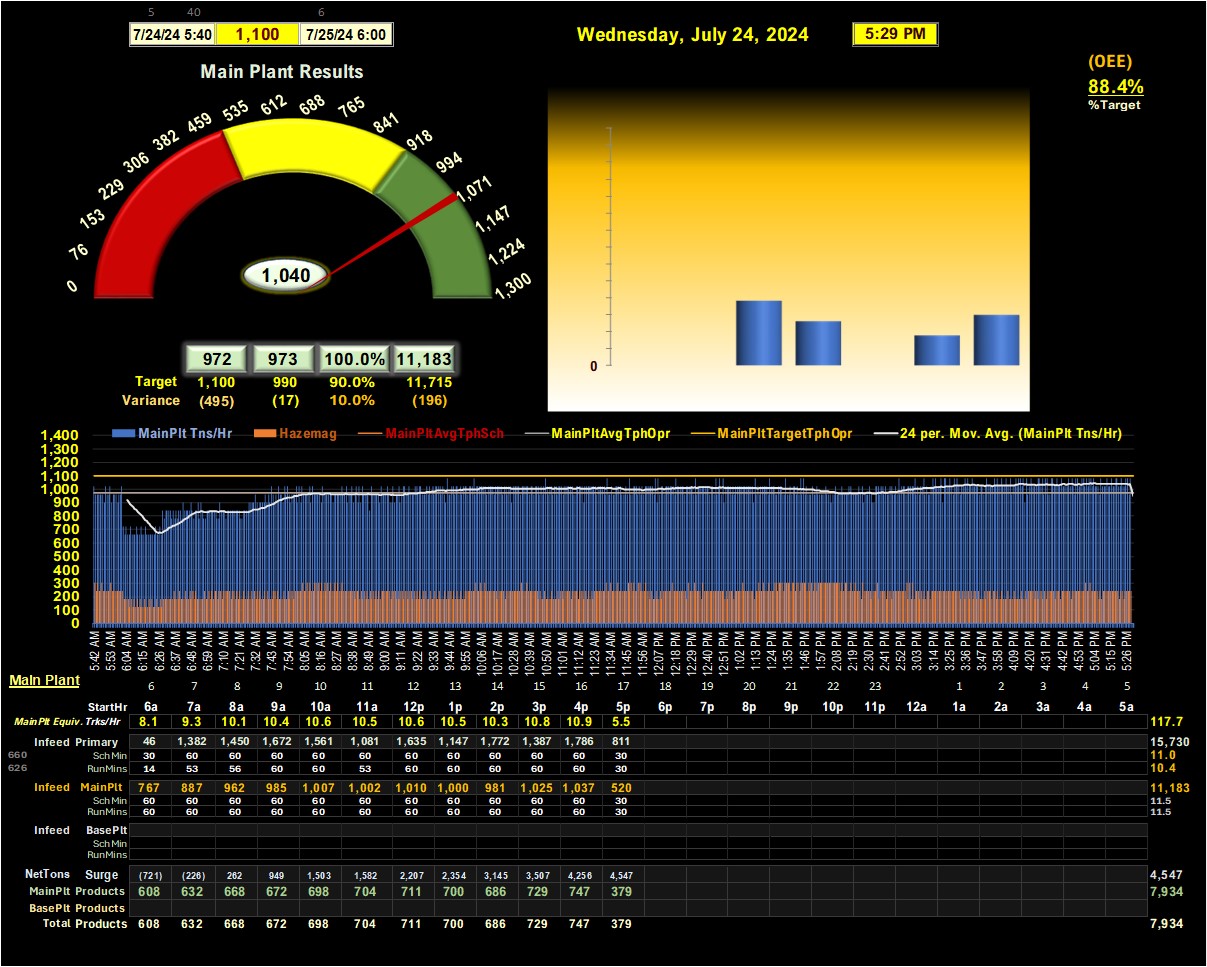 5 40 6
7/24/24 5:40 1,100 7/25/24 6:00
Wednesday, July 24, 2024
5:29 PM
(OEE)
88.4%
%Target
Main Plant Results
0
76
153
229
306
382
459
535
612
688
765
841
918
994
1,071
1,147
1,224
1,300
1,040
972 973 100.0% 11,183
Target 1,100 990 90.0% 11,715
Variance (495) (17) 10.0% (196)
0
MainPlt Tns/Hr Hazemag MainPltAvgTphSch MainPltAvgTphOpr MainPltTargetTphOpr 24 per. Mov. Avg. (MainPlt Tns/Hr)
1,400
1,300
1,200
1,100
1,000
900
800
700
600
500
400
300
200
100
0
5:42 AM 5:53 AM 6:04 AM 6:15 AM 6:26 AM 6:37 AM 6:48 AM 6:59 AM 7:10 AM 7:21 AM 7:32 AM 7:43 AM 7:54 AM 8:05 AM 8:16 AM 8:27 AM 8:38 AM 8:49 AM 9:00 AM 9:11 AM 9:22 AM 9:33 AM 9:44 AM 9:55 AM 10:06 AM 10:17 AM 10:28 AM 10:39 AM 10:50 AM 11:01 AM 11:12 AM 11:23 AM 11:34 AM 11:45 AM 11:56 AM 12:07 PM 12:18 PM 12:29 PM 12:40 PM 12:51 PM 1:02 PM 1:13 PM 1:24 PM 1:35 PM 1:46 PM 1:57 PM 2:08 PM 2:19 PM 2:30 PM 2:41 PM 2:52 PM 3:03 PM 3:14 PM 3:25 PM 3:36 PM 3:47 PM 3:58 PM 4:09 PM 4:20 PM 4:31 PM 4:42 PM 4:53 PM 5:04 PM 5:15 PM 5:26 PM
Main Plant
6 7 8 9 10 11 12 13 14 15 16 17 18 19 20 21 22 23 1 2 3 4 5
StartHr 6a 7a 8a 9a 10a 11a 12p 1p 2p 3p 4p 5p 6p 7p 8p 9p 10p 11p 12a 1a 2a 3a 4a 5a
MainPlt Equiv. Trks/Hr 8.1 9.3 10.1 10.4 10.6 10.5 10.6 10.5 10.3 10.8 10.9 5.5 117.7
Infeed Primary 46 1,382 1,450 1,672 1,561 1,081 1,635 1,147 1,772 1,387 1,786 811 15,730
660 SchMin 30 60 60 60 60 60 60 60 60 60 60 30 11.0
626 RunMins 14 53 56 60 60 53 60 60 60 60 60 30 10.4
Infeed MainPlt 767 887 962 985 1,007 1,002 1,010 1,000 981 1,025 1,037 520 11,183
SchMin 60 60 60 60 60 60 60 60 60 60 60 30 11.5
RunMins 60 60 60 60 60 60 60 60 60 60 60 30 11.5
Infeed BasePlt
SchMin
RunMins
NetTons Surge (721) (226) 262 949 1,503 1,582 2,207 2,354 3,145 3,507 4,256 4,547 4,547
MainPlt Products 608 632 668 672 698 704 711 700 686 729 747 379 7,934
BasePlt Products
Total Products 608 632 668 672 698 704 711 700 686 729 747 379 7,934